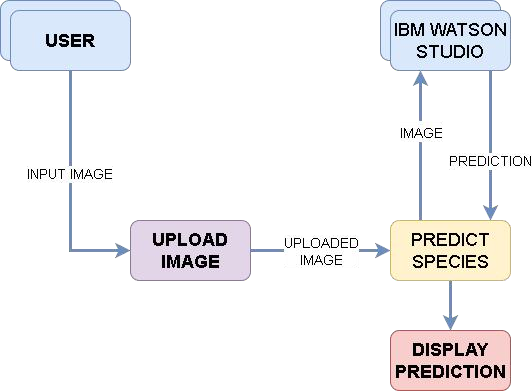 USER
IBM WATSON
STUDIO
IMAGE
PREDICTION
INPUT IMAGE
UPLOAD
IMAGE
UPLOADED
IMAGE
PREDICT
SPECIES
DISPLAY
PREDICTION